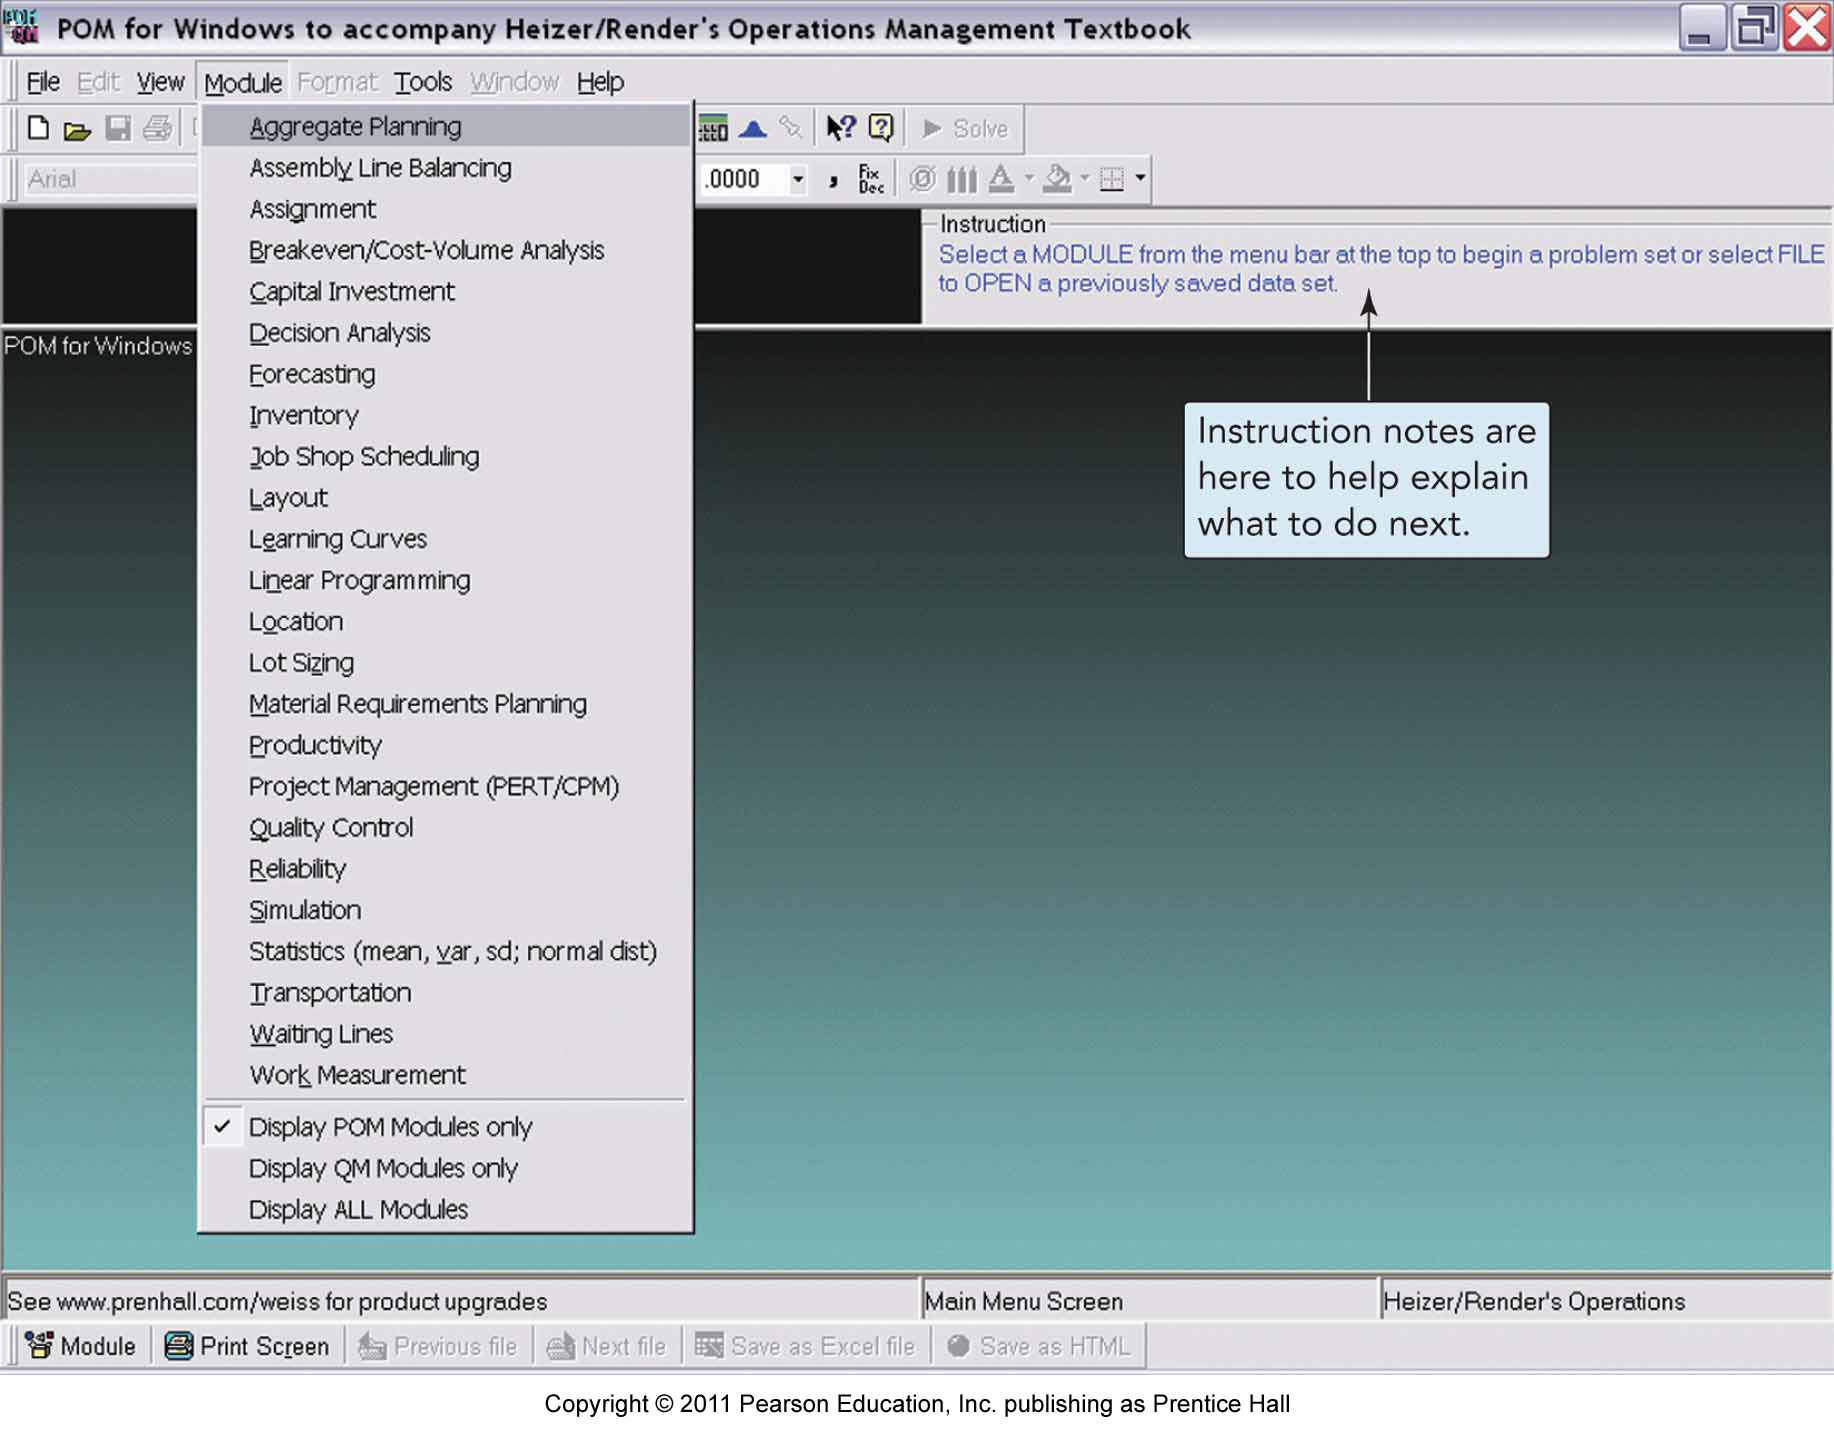 POM for Windows to accompany Heizer/Render's Operations Management Textbook
File Edit View Module Format Tools Window Help
Solve
Arial .0000 , Fix Dec
Aggregate Planning
Assembly Line Balancing
Assignment
Breakeven/Cost-Volume Analysis
Capital Investment
Decision Analysis
Forecasting
Inventory
Job Shop Scheduling
Layout
Learning Curves
Linear Programming
Location
Lot Sizing
Material Requirements Planning
Productivity
Project Management (PERT/CPM)
Quality Control
Reliability
Simulation
Statistics (mean, var, sd; normal dist)
Transportation
Waiting Lines
Work Measurement
Display POM Modules only
Display QM Modules only
Display ALL Modules
Instruction
Select a MODULE from the menu bar at the top to begin a problem set or select FILE
to OPEN a previously saved data set.
POM for Windows
Instruction notes are
here to help explain
what to do next.
See www.prenhall.com/weiss for product upgrades Main Menu Screen Heizer/Render's Operations
Module Print Screen Previous file Next file Save as Excel file Save as HTML
Copyright © 2011 Pearson Education, Inc. publishing as Prentice Hall